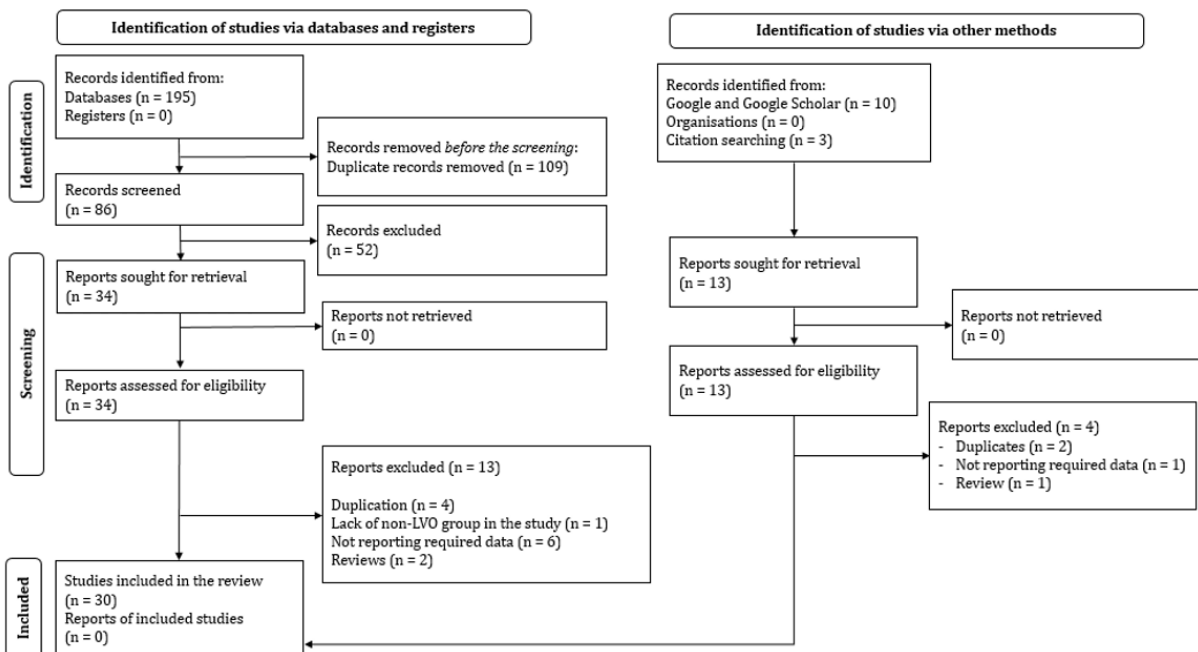 Identification of studies via databases and registers
Identification of studies via other methods
Identification
Records identified from:
Databases (n = 195)
Registers (n = 0)
Records removed before the screening:
Duplicate records removed (n = 109)
Records identified from:
Google and Google Scholar (n = 10)
Organisations (n = 0)
Citation searching (n = 3)
Records screened
(n = 86)
Records excluded
(n = 52)
Screening
Reports sought for retrieval
(n = 34)
Reports not retrieved
(n = 0)
Reports sought for retrieval
(n = 13)
Reports not retrieved
(n = 0)
Reports assessed for eligibility
(n = 34)
Reports assessed for eligibility
(n = 13)
Reports excluded (n = 13)
Duplication (n = 4)
Lack of non-LVO group in the study (n = 1)
Not reporting required data (n = 6)
Reviews (n = 2)
Reports excluded (n = 4)
- Duplicates (n = 2)
- Not reporting required data (n = 1)
- Review (n = 1)
Included
Studies included in the review
(n = 30)
Reports of included studies
(n = 0)